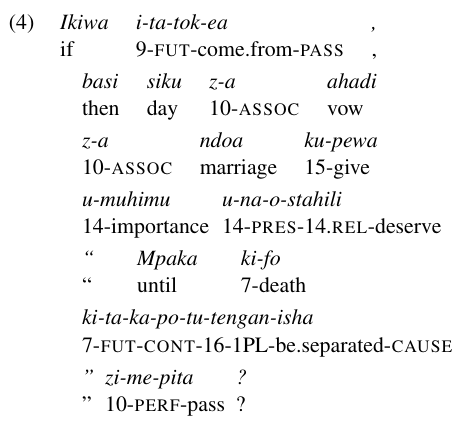 (4) Ikiwa i-ta-tok-ea ,
if 9-FUT-come.from-PASS ,
basi siku z-a ahadi
then day 10-ASSOC vow
z-a ndoa ku-pewa
10-ASSOC marriage 15-give
u-muhimu u-na-o-stahili
14-importance 14-PRES-14.REL-deserve
“ Mpaka ki-fo
“ until 7-death
ki-ta-ka-po-tu-tengan-isha
7-FUT-CONT-16-1PL-be.separated-CAUSE
” zi-me-pita ?
” 10-PERF-pass ?